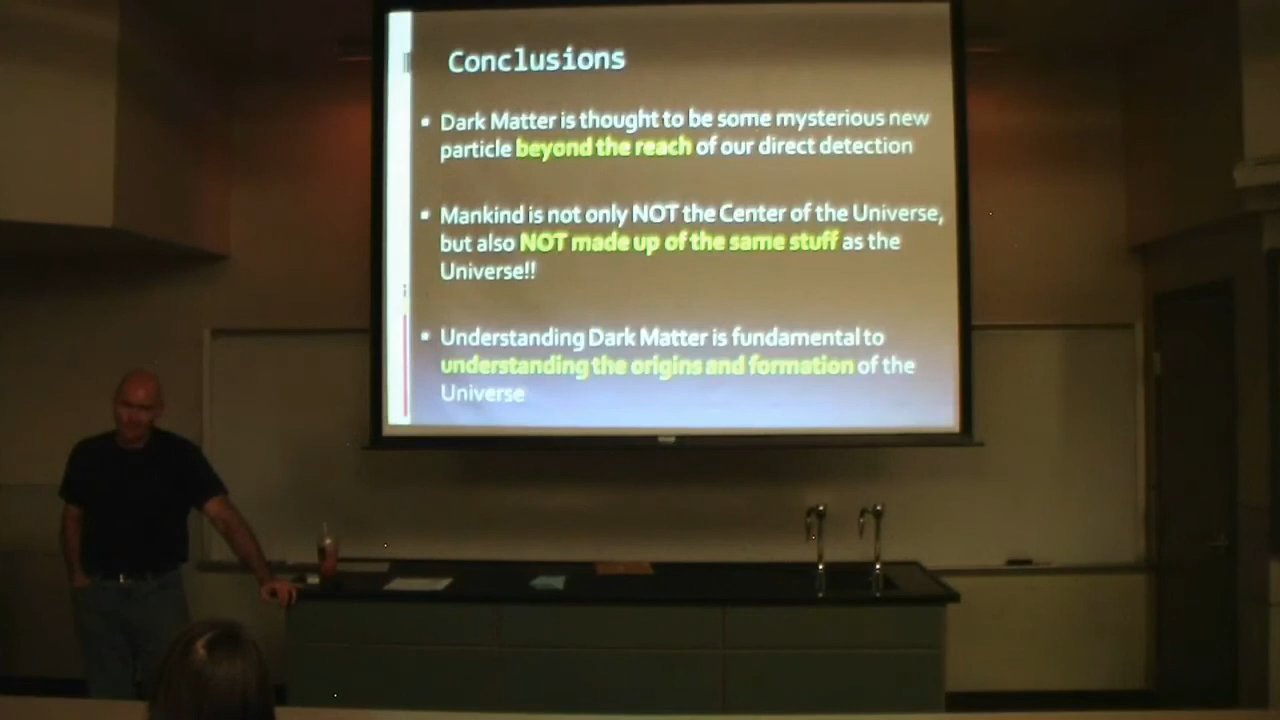 Conclusions
Dark Matter is thought to be some mysterious new
particle beyond the reach of our direct detection
Mankind is not only NOT the Center of the Universe,
but also NOT made up of the same stuff as the
Universe!!
Understanding Dark Matter is fundamental to
understanding the origins and formation of the
Universe